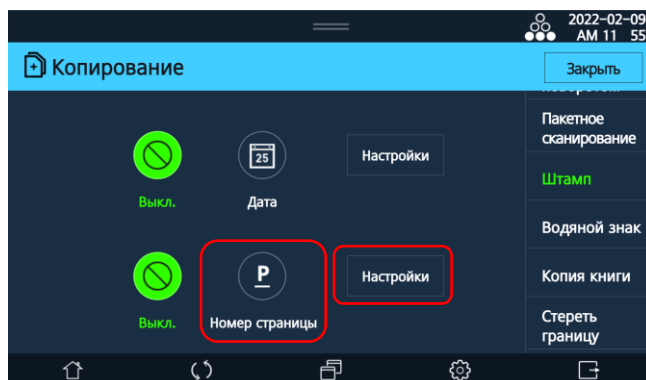 2022-02-09
AM 11 55
Копирование
Закрыть
Пакетное
сканирование
25
Настройки
Штамп
Выкл.
Дата
Водяной знак
P
Настройки
Копия книги
Выкл.
Номер страницы
Стереть
границу